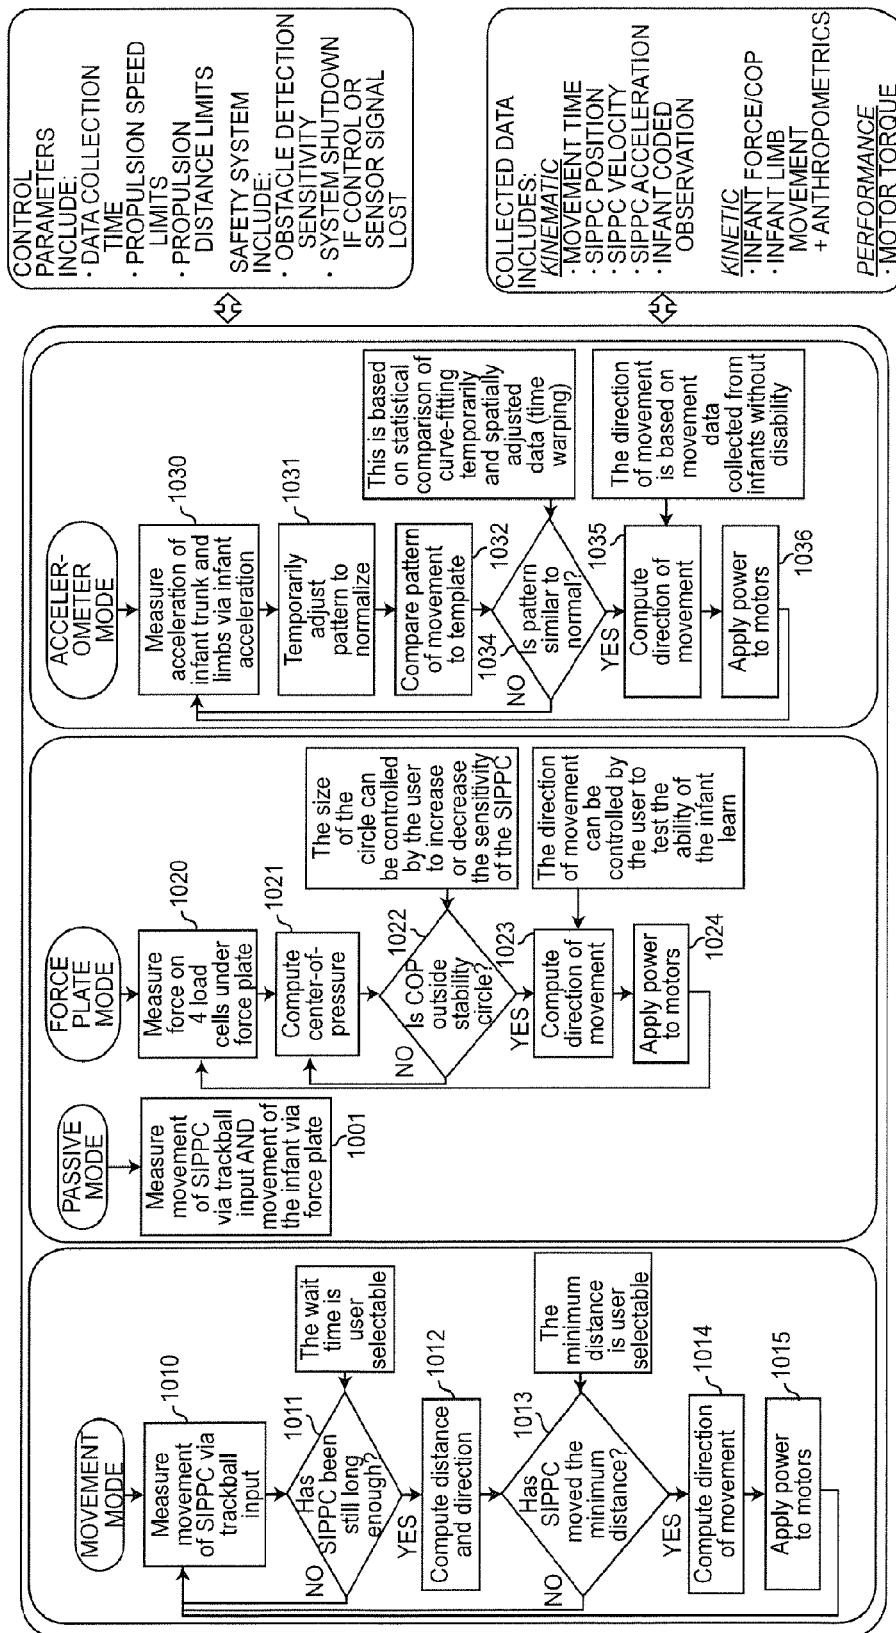 MOVEMENT
MODE
Measure
movement
of SIPPC via
trackball
input
1010
Has
SIPPC been
still long
enough?
1011
NO
YES
The wait
time is
user
selectable
Compute distance
and direction
1012
Has
SIPPC
moved the
minimum
distance?
1013
NO
YES
The
minimum
distance
is user
selectable
Compute direction
of movement
1014
Apply power
to motors
1015
PASSIVE
MODE
Measure
movement
of SIPPC
via trackball
input AND
movement of
the infant via
force plate
1001
FORCE
PLATE
MODE
Measure
force on
4 load
cells under
force plate
1020
Compute
center-of-
pressure
1021
Is COP
outside
stability
circle?
1022
NO
YES
The size
of the
circle can
be controlled
by the user
to increase
or decrease
the sensitivity
of the SIPPC
Compute
direction of
movement
1023
The direction
of movement
can be
controlled by
the user to
test the
ability of
the infant
learn
Apply power
to motors
1024
ACCELER-
OMETER
MODE
Measure
acceleration of
infant trunk and
limbs via infant
acceleration
1030
Temporarily
adjust
pattern to
normalize
1031
Compare pattern
of movement
to template
1032
Is pattern
similar to
normal?
1034
NO
YES
This is based
on statistical
comparison of
curve-fitting
temporarily
and spatially
adjusted
data (time
warping)
Compute
direction of
movement
1035
The direction
of movement
is based on
movement
data
collected from
infants without
disability
Apply power
to motors
1036
CONTROL
PARAMETERS
INCLUDE:
· DATA COLLECTION
TIME
· PROPULSION SPEED
LIMITS
· PROPULSION
DISTANCE LIMITS
SAFETY SYSTEM
INCLUDE:
· OBSTACLE DETECTION
SENSITIVITY
· SYSTEM SHUTDOWN
IF CONTROL OR
SENSOR SIGNAL
LOST
COLLECTED DATA
INCLUDES:
KINEMATIC
· MOVEMENT TIME
· SIPPC POSITION
· SIPPC VELOCITY
· SIPPC ACCELERATION
· INFANT CODED
OBSERVATION
KINETIC
· INFANT FORCE/COP
· INFANT LIMB
MOVEMENT
+ ANTHROPOMETRICS
PERFORMANCE
· MOTOR TORQUE